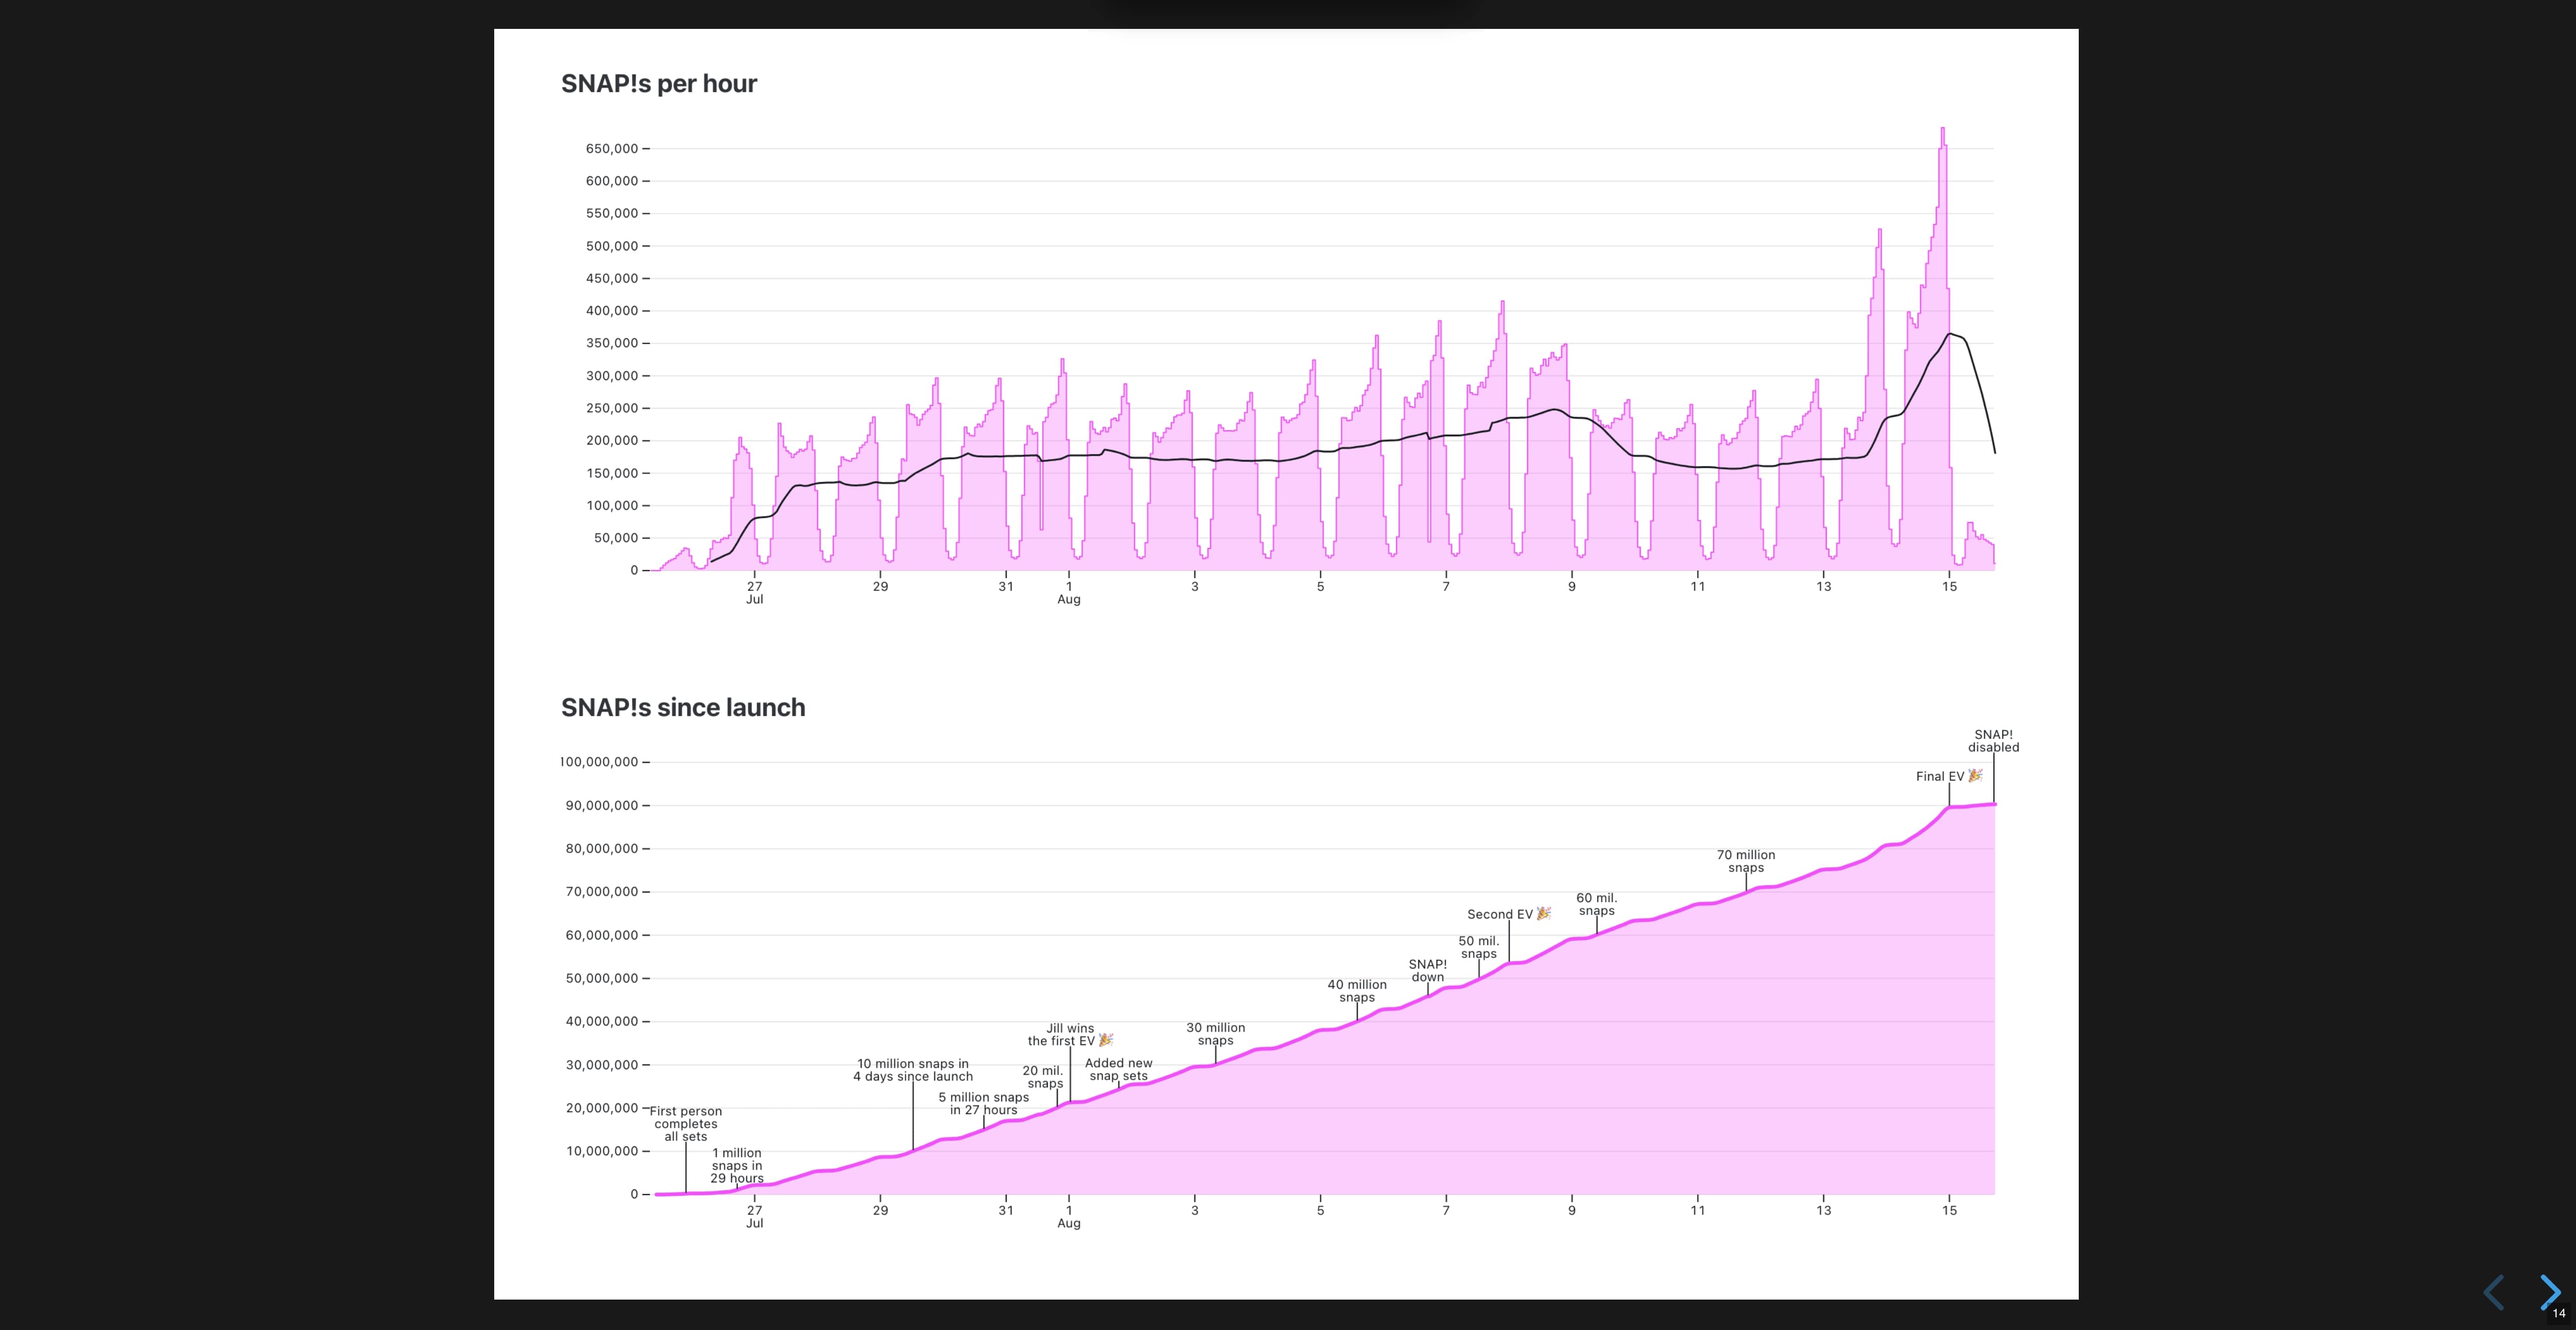 SNAP!s per hour
650,000
600,000
550,000
500,000
450,000
400,000
350,000
300,000
250,000
200,000
150,000
100,000
50,000
0
27 29 31 1 3 5 7 9 11 13 15
Jul Aug
SNAP!s since launch
100,000,000
90,000,000
80,000,000
70,000,000
60,000,000
50,000,000
40,000,000
30,000,000
20,000,000
10,000,000
0
First person
completes
all sets
1 million
snaps in
29 hours
10 million snaps in
4 days since launch
5 million snaps
in 27 hours
20 mil.
snaps
Jill wins
the first EV 🎉
Added new
snap sets
30 million
snaps
40 million
snaps
SNAP!
down
50 mil.
snaps
Second EV 🎉
60 mil.
snaps
70 million
snaps
Final EV 🎉
SNAP!
disabled
27 29 31 1 3 5 7 9 11 13 15
Jul Aug
14